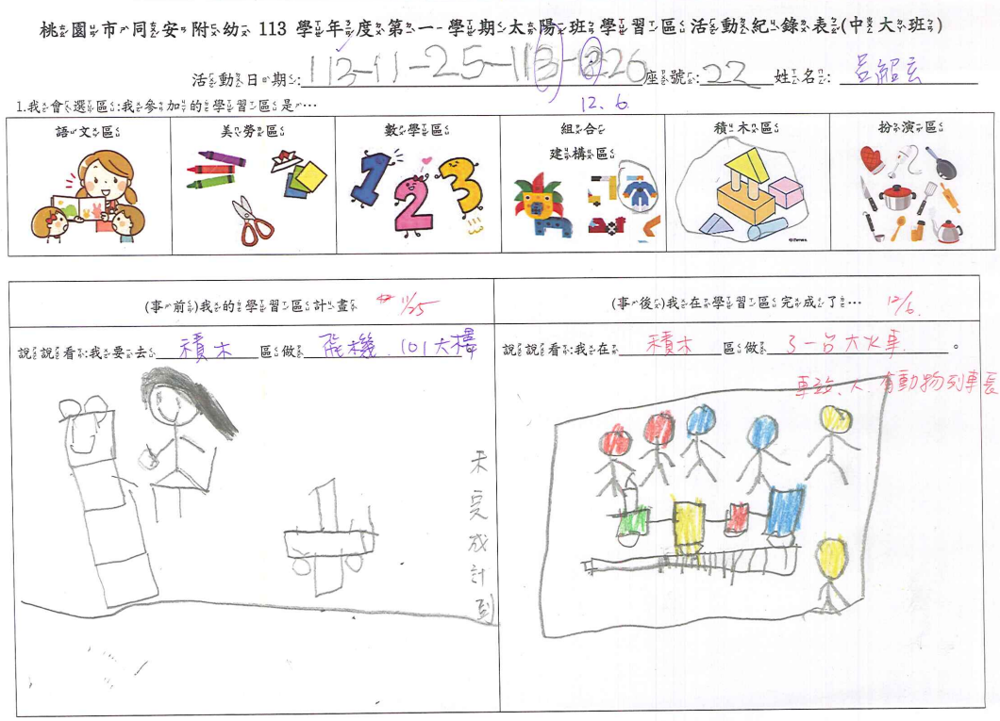 桃園市同安附幼 113 學年度第一學期太陽班學習區活動紀錄表(中大班)
活動日期: 113-11-25-113-12-26 座號: 22 姓名:
12.6
1.我會選區:我參加的學習區是…
語文區 美勞區 數學區 組合建構區 積木區 扮演區
1 2 3
(事前)我的學習區計畫 11/25 (事後)我在學習區完成了… 12/6
說說看:我要去 積木 區做 飛機、101大樓
說說看:我在 積木 區做 了一台大火車。
車站、人、有動物列車長
未完成計劃